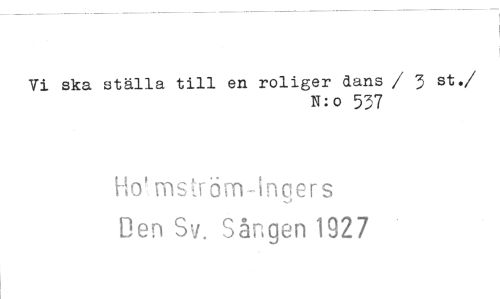 Vi ska ställa till en roliger dans / 3 st./
N:o 537
Holmström-Ingers
Den Sv. Sången 1927